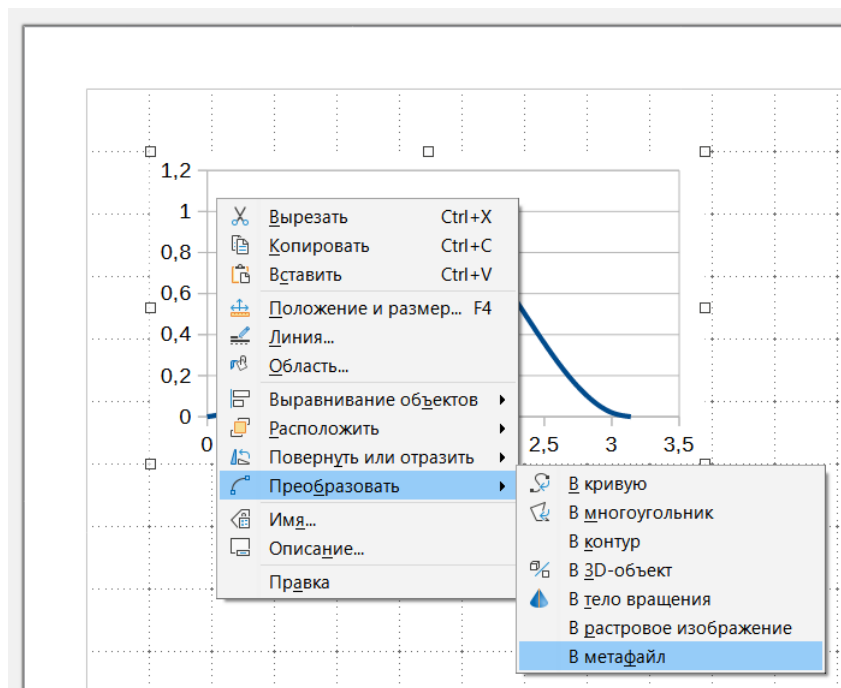 1,2
1
0,8
0,6
0,4
0,2
0
0
2,5
3
3,5
Вырезать Ctrl+X
Копировать Ctrl+C
Вставить Ctrl+V
Положение и размер... F4
Линия...
Область...
Выравнивание объектов
Расположить
Повернуть или отразить
Преобразовать
Имя...
Описание...
Правка
В кривую
В многоугольник
В контур
В 3D-объект
В тело вращения
В растровое изображение
В метафайл